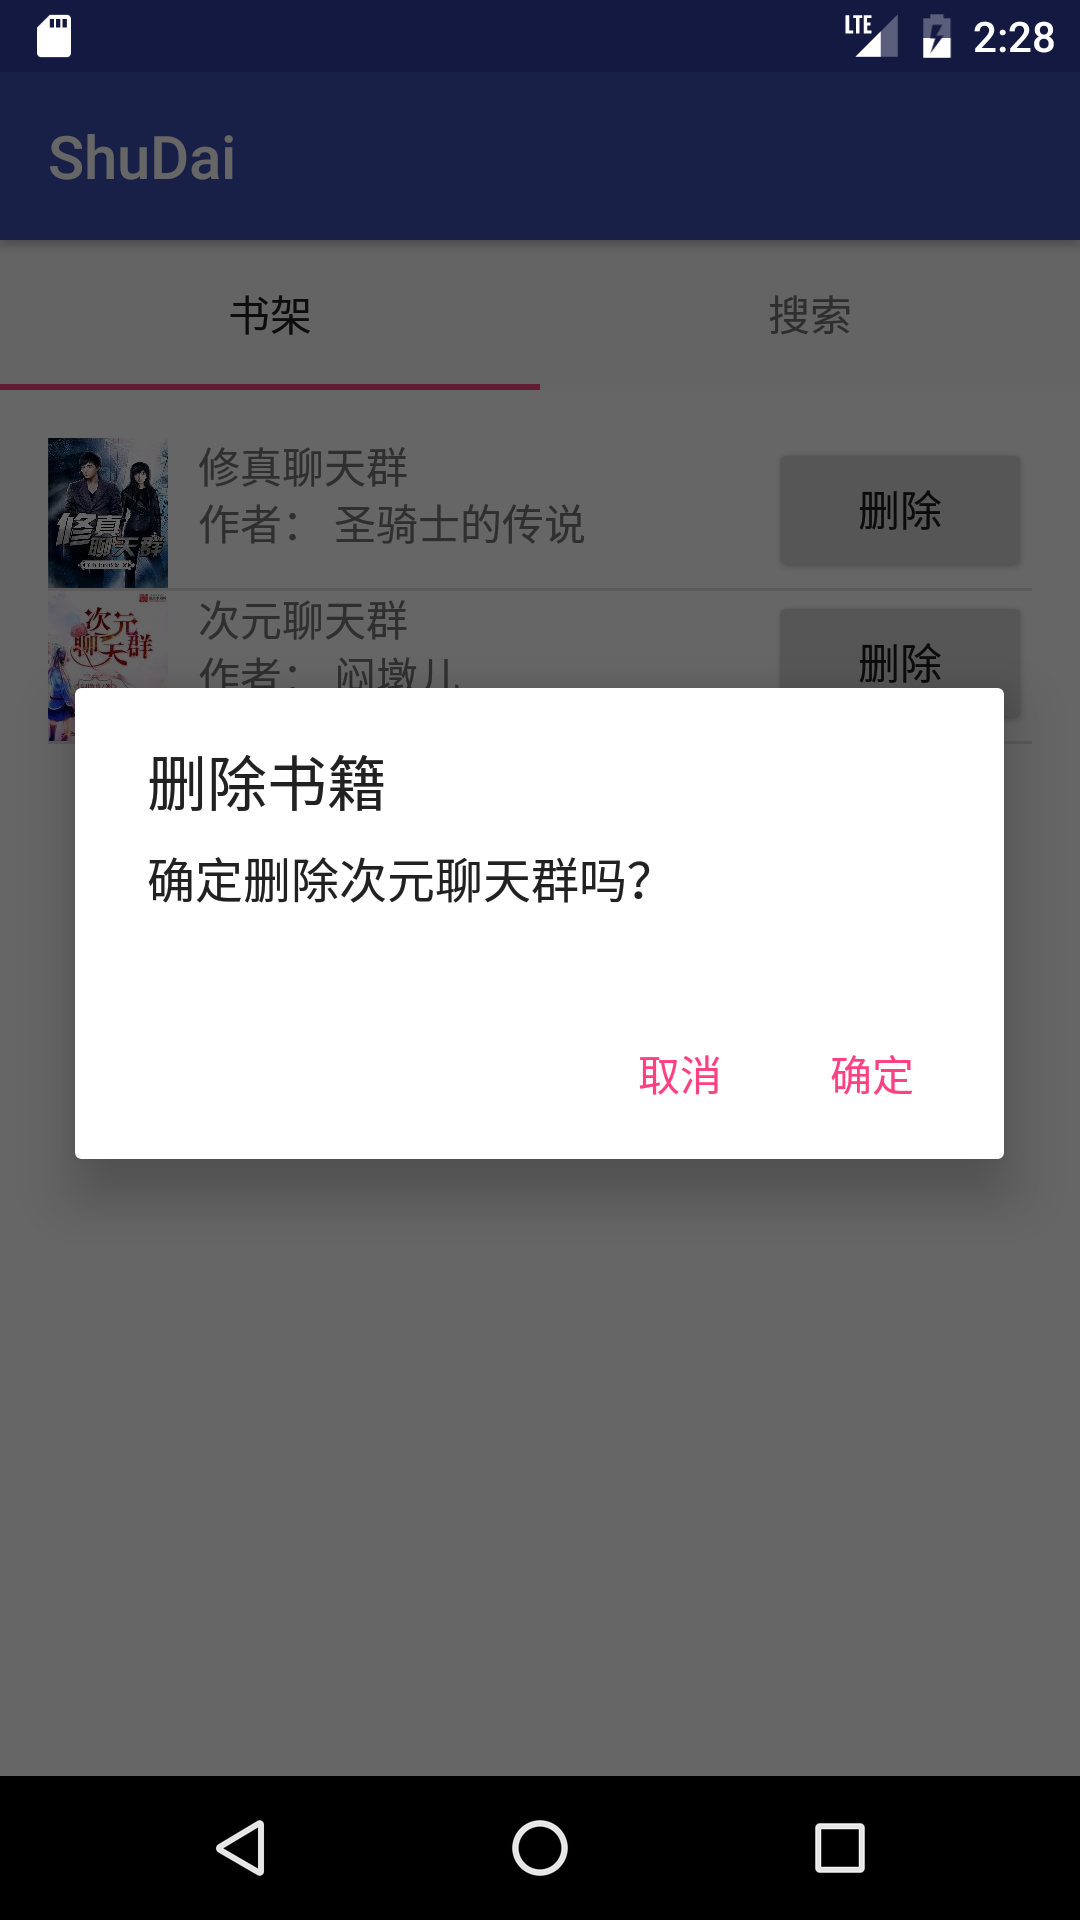 LTE 2:28
ShuDai
书架 搜索
修真聊天群
作者： 圣骑士的传说
删除
修真
聊天群
次元聊天群
作者： 闷墩儿
删除
次元
聊天群
删除书籍
确定删除次元聊天群吗？
取消 确定